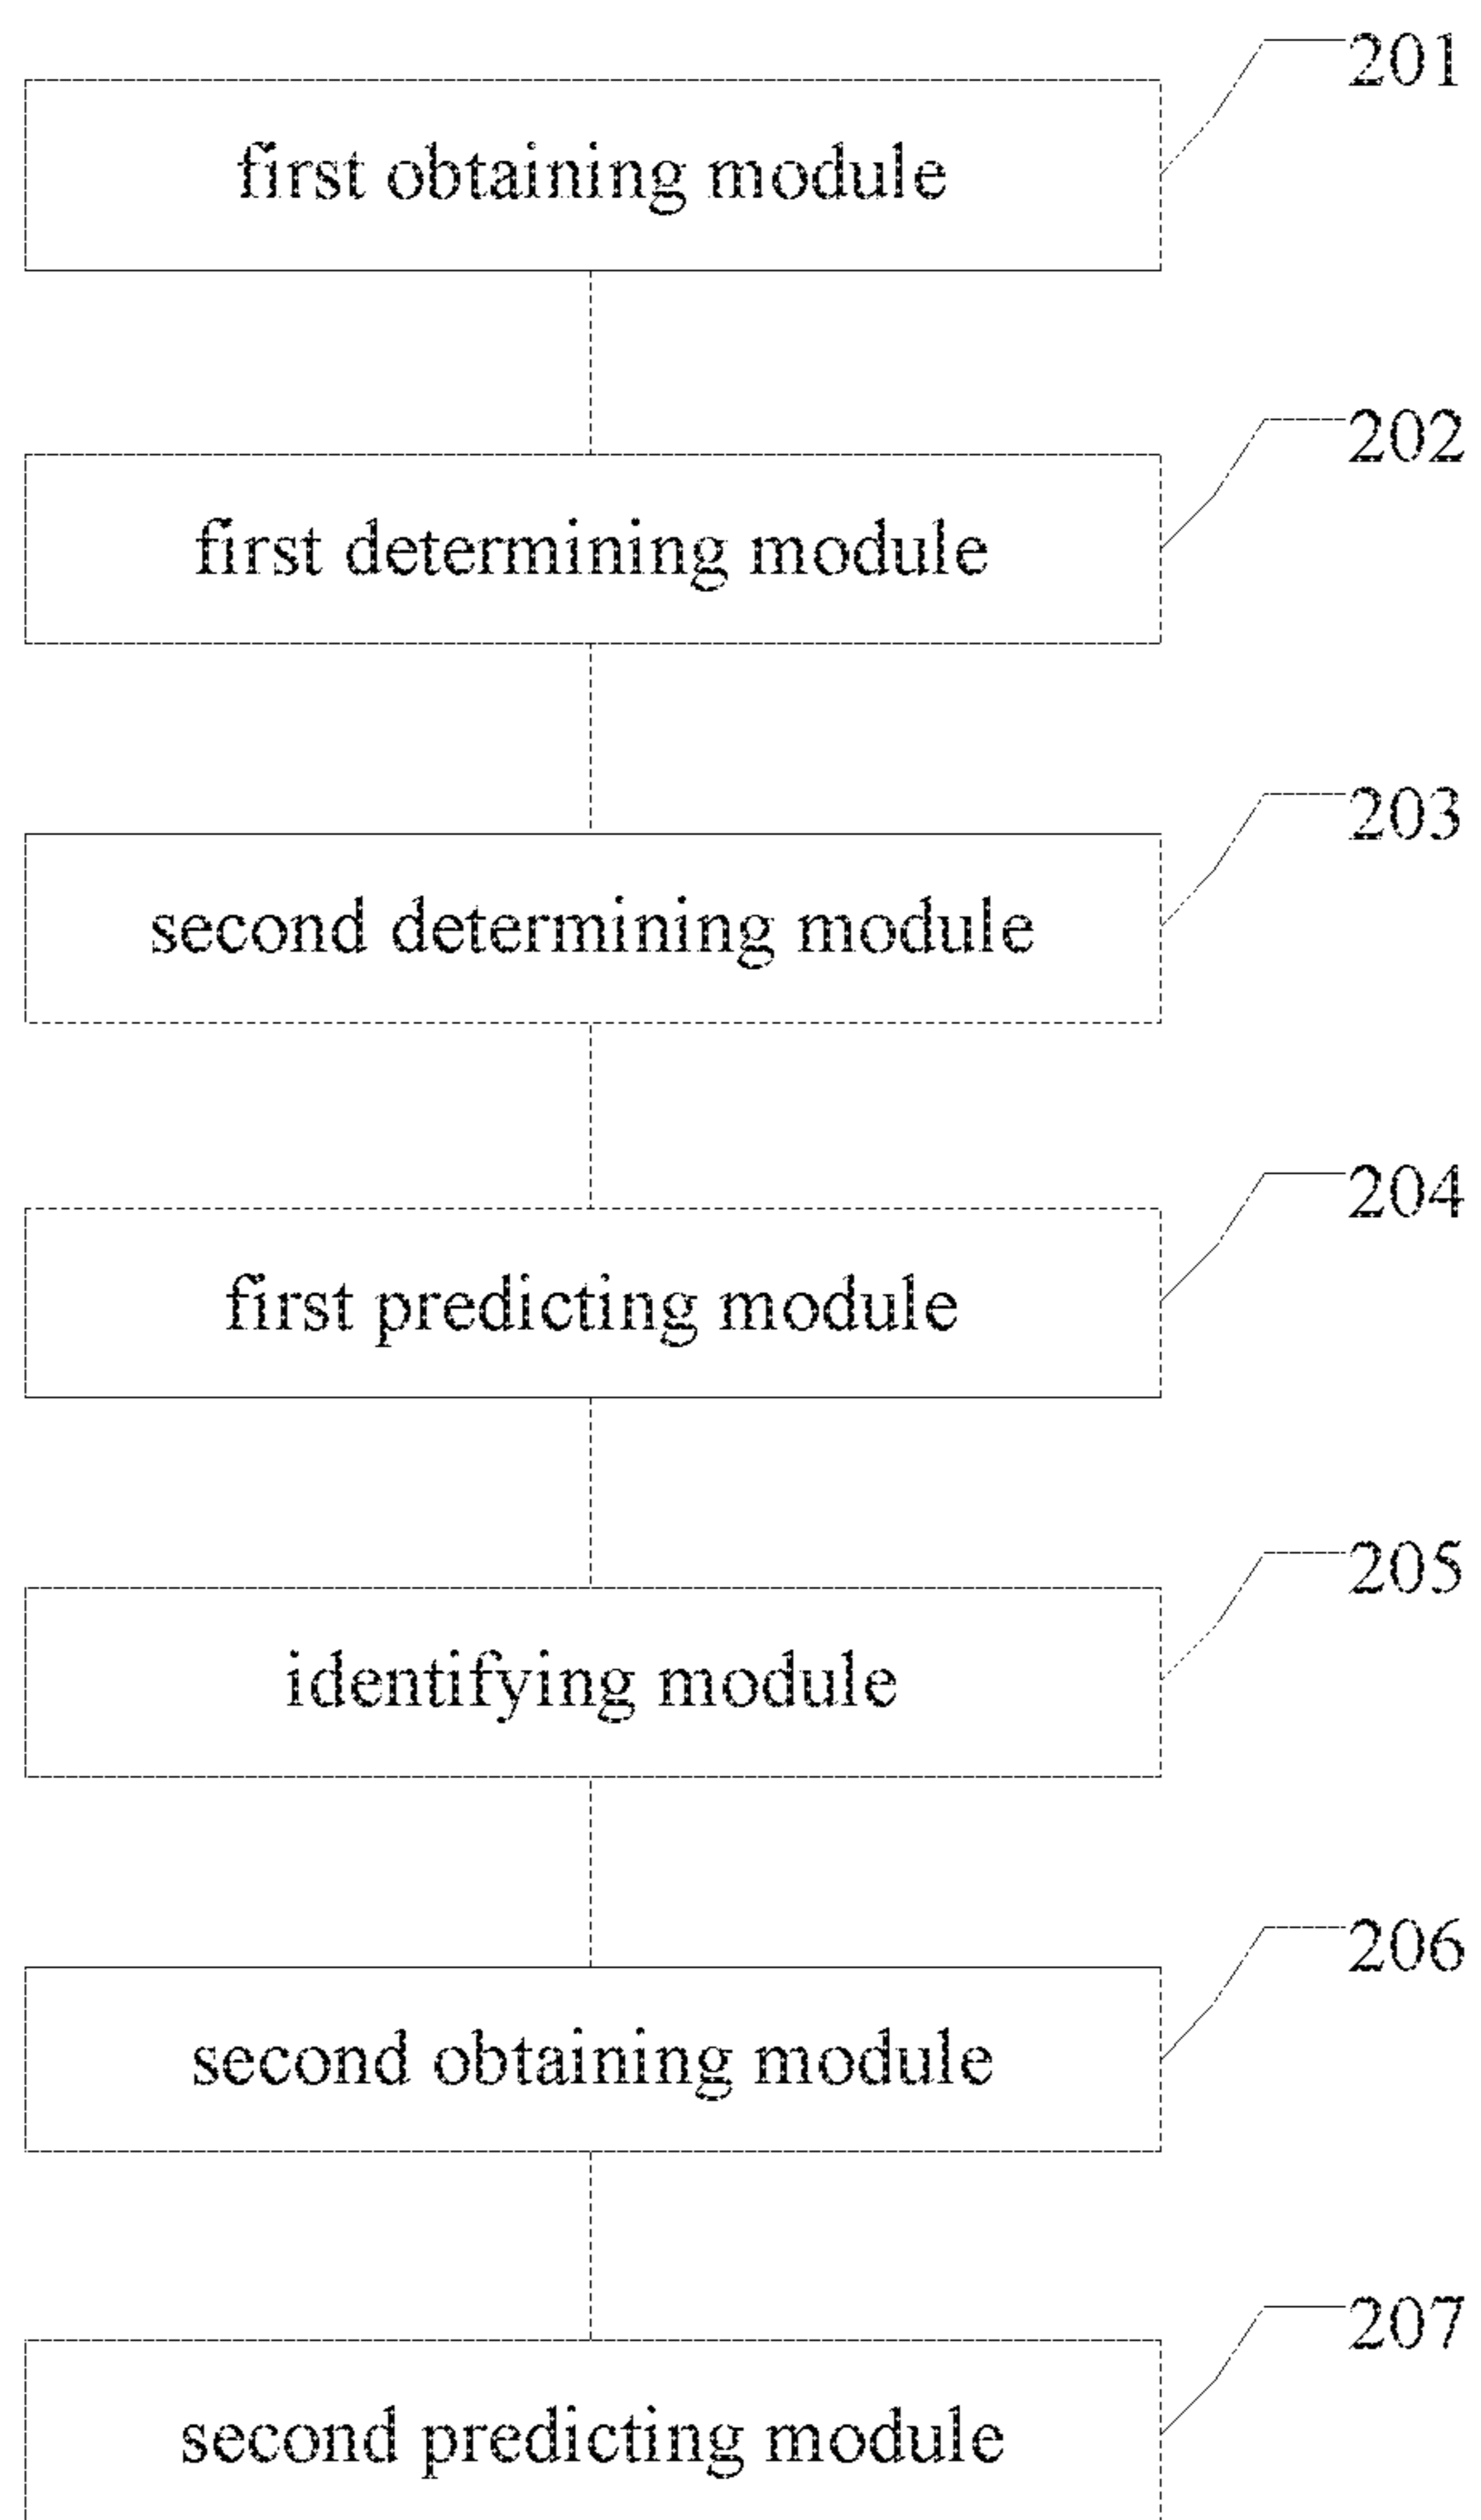 201
first obtaining module
202
first determining module
203
second determining module
204
first predicting module
205
identifying module
206
second obtaining module
207
second predicting module